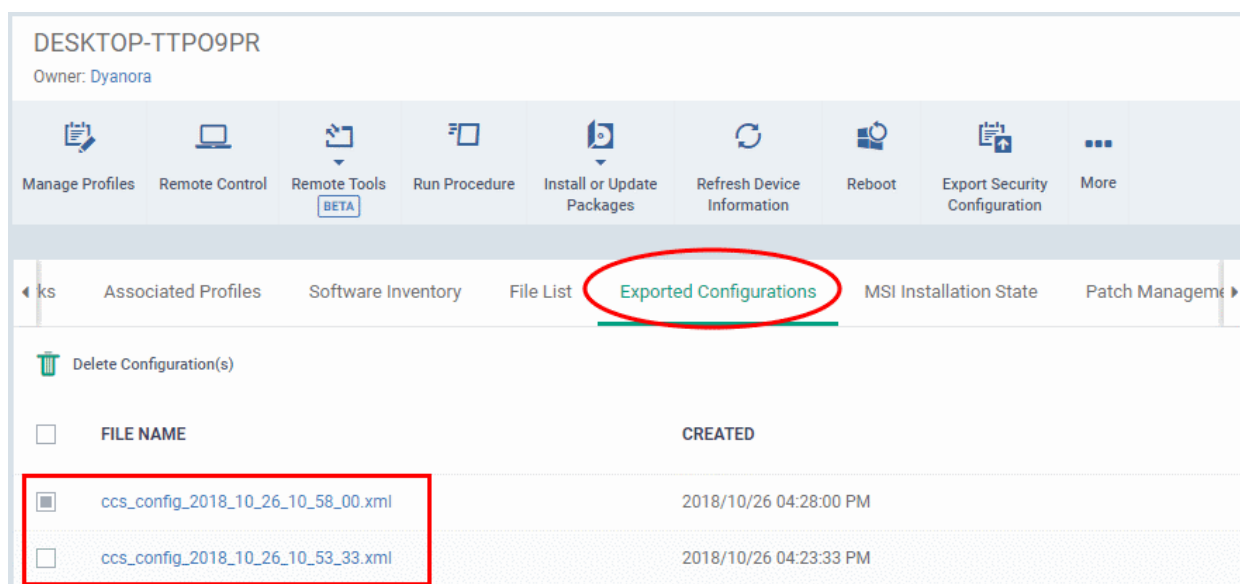 DESKTOP-TTPO9PR
Owner: Dyanora
Manage Profiles Remote Control Remote Tools Run Procedure Install or Update Refresh Device Reboot Export Security More
BETA Packages Information Configuration
ks Associated Profiles Software Inventory File List Exported Configurations MSI Installation State Patch Manageme
Delete Configuration(s)
FILE NAME CREATED
ccs_config_2018_10_26_10_58_00.xml 2018/10/26 04:28:00 PM
ccs_config_2018_10_26_10_53_33.xml 2018/10/26 04:23:33 PM